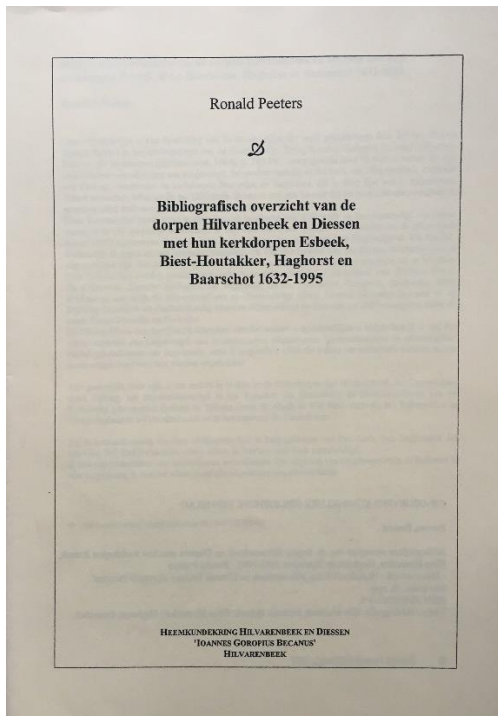 Ronald Peeters
Bibliografisch overzicht van de
dorpen Hilvarenbeek en Diessen
met hun kerkdorpen Esbeek,
Biest-Houtakker, Haghorst en
Baarschot 1632-1995
HEEMKUNDEKRING HILVARENBEEK EN DIESSEN
'IOANNES GOROPIUS BECANUS'
HILVARENBEEK